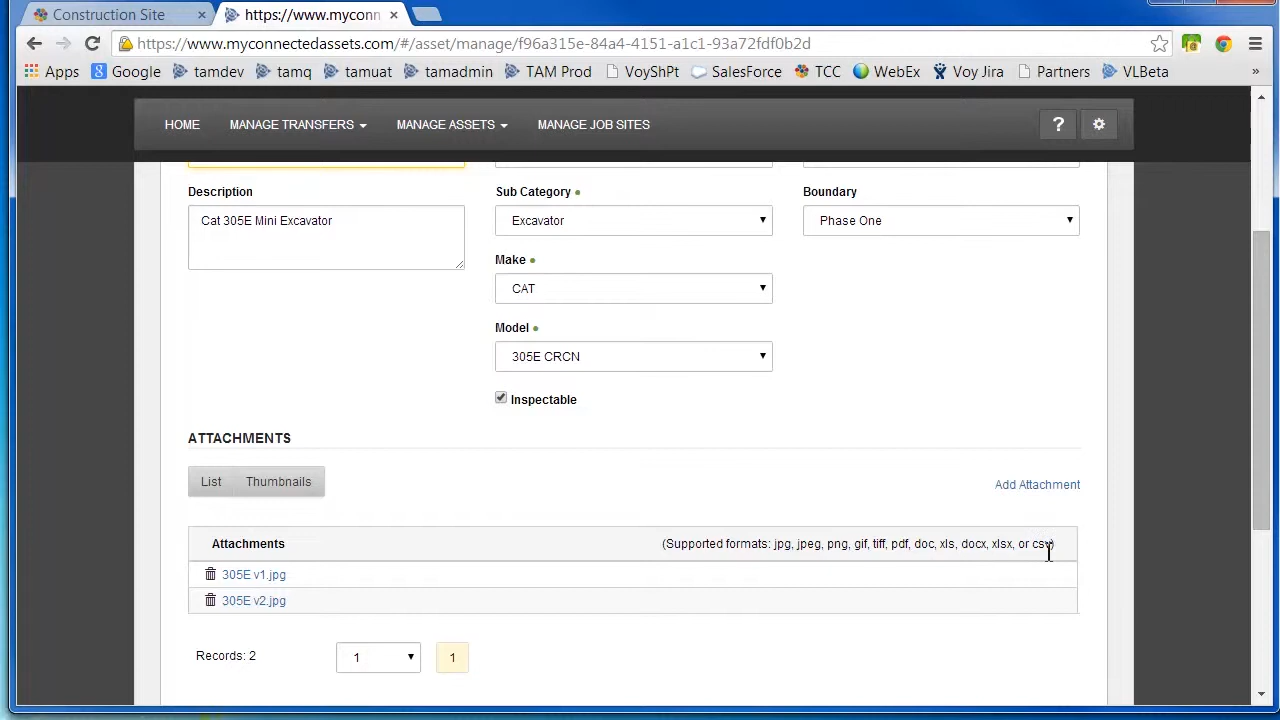 Construction Site
https://www.myconn
https://www.myconnectedassets.com/#/asset/manage/f96ac15e-84a4-4151-a1c1-93a72fdf0b2d
Apps Google tamdev tamq tamuat tamadmin TAM Prod VoyShPt SalesForce TCC WebEx Voy Jira Partners VLBeta »
HOME MANAGE TRANSFERS MANAGE ASSETS MANAGE JOB SITES ?
Description Sub Category Boundary
Cat 305E Mini Excavator Excavator Phase One
Make
CAT
Model
305E CRCN
Inspectable
ATTACHMENTS
List Thumbnails Add Attachment
Attachments (Supported formats: jpg, jpeg, png, gif, tiff, pdf, doc, xls, docx, xlsx, or csv)
305E v1.jpg
305E v2.jpg
Records: 2 1 1